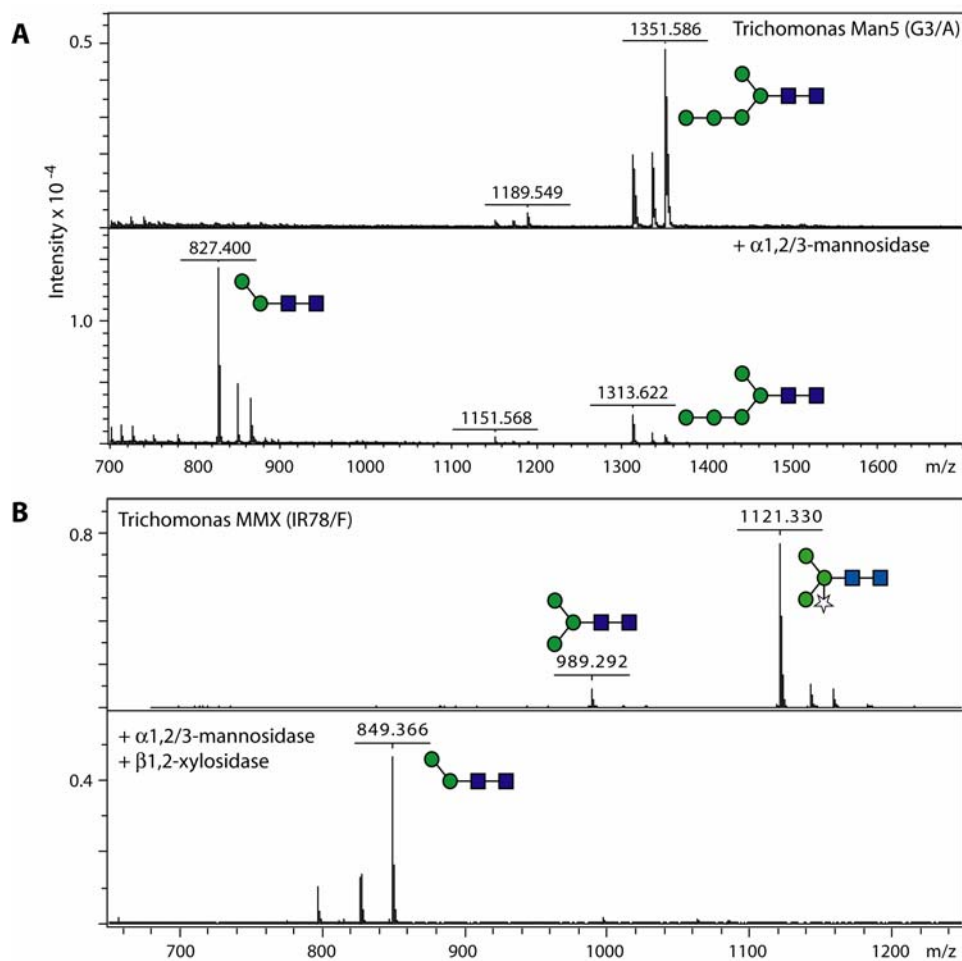 A
0.5
1351.586
Trichomonas Man5 (G3/A)
1189.549
Intensity x 10⁻⁴
827.400
+ α1,2/3-mannosidase
1.0
1313.622
1151.568
700 800 900 1000 1100 1200 1300 1400 1500 1600 m/z
B
Trichomonas MMX (IR78/F)
1121.330
0.8
989.292
+ α1,2/3-mannosidase
+ β1,2-xylosidase
849.366
0.4
700 800 900 1000 1100 1200 m/z